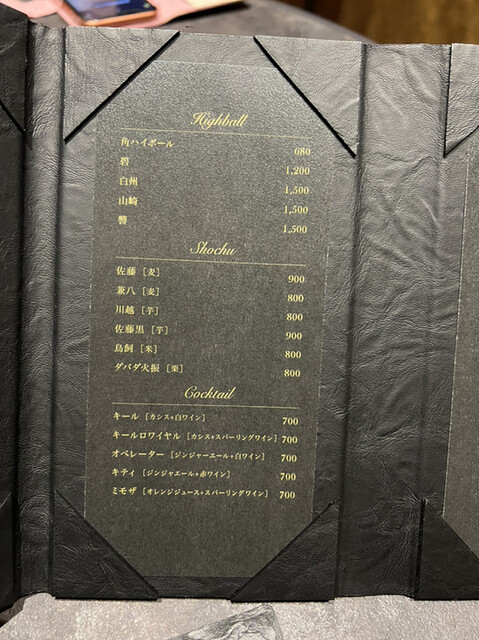 Highball
角ハイボール 680
碧 1,200
白州 1,500
山崎 1,500
響 1,500
Shochu
佐藤［麦］ 900
兼八［麦］ 800
川越［芋］ 800
佐藤黒［芋］ 900
鳥飼［米］ 800
ダバダ火振［栗］ 800
Cocktail
キール［カシス+白ワイン］ 700
キールロワイヤル［カシス+スパーリングワイン］ 700
オペレーター［ジンジャーエール+白ワイン］ 700
キティ［ジンジャエール+赤ワイン］ 700
ミモザ［オレンジジュース+スパーリングワイン］ 700